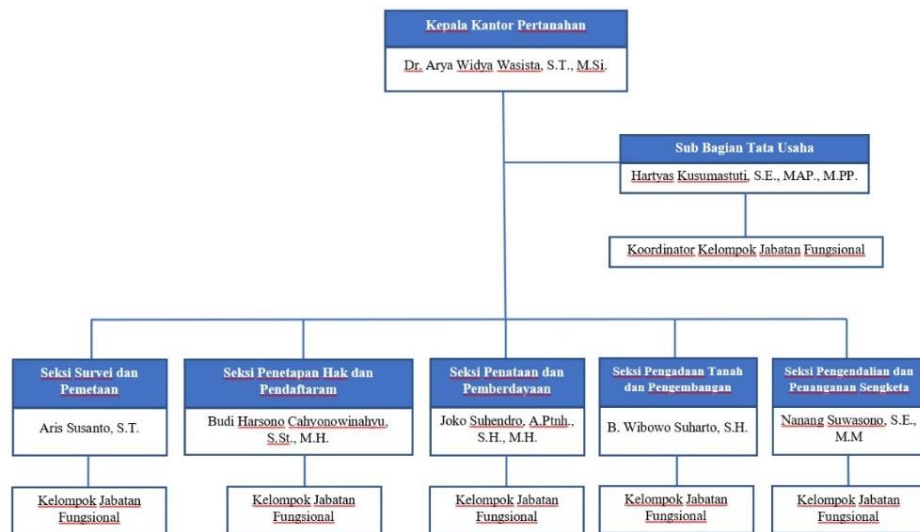 Kepala Kantor Pertanahan
Dr. Arya Widya Wasista, S.T., M.Si.
Sub Bagian Tata Usaha
Hartyas Kusumastuti, S.E., MAP., M.PP.
Koordinator Kelompok Jabatan Fungsional
Seksi Survei dan
Pemetaan
Aris Susanto, S.T.
Kelompok Jabatan
Fungsional
Seksi Penetapan Hak dan
Pendaftaram
Budi Harsono Cahyonowinahyu,
S.St., M.H.
Kelompok Jabatan
Fungsional
Seksi Penataan dan
Pemberdayaan
Joko Suhendro, A.Ptnh.,
S.H., M.H.
Kelompok Jabatan
Fungsional
Seksi Pengadaan Tanah
dan Pengembangan
B. Wibowo Suharto, S.H.
Kelompok Jabatan
Fungsional
Seksi Pengendalian dan
Penanganan Sengketa
Nanang Suwasono, S.E.,
M.M
Kelompok Jabatan
Fungsional